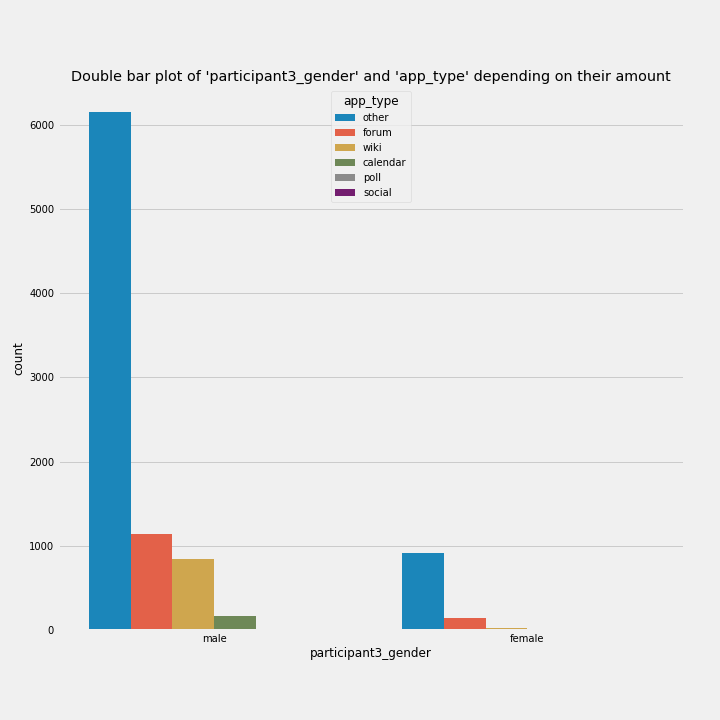 Double bar plot of 'participant3_gender' and 'app_type' depending on their amount
app_type
other
forum
wiki
calendar
poll
social
6000
5000
4000
3000
2000
1000
0
count
male
female
participant3_gender